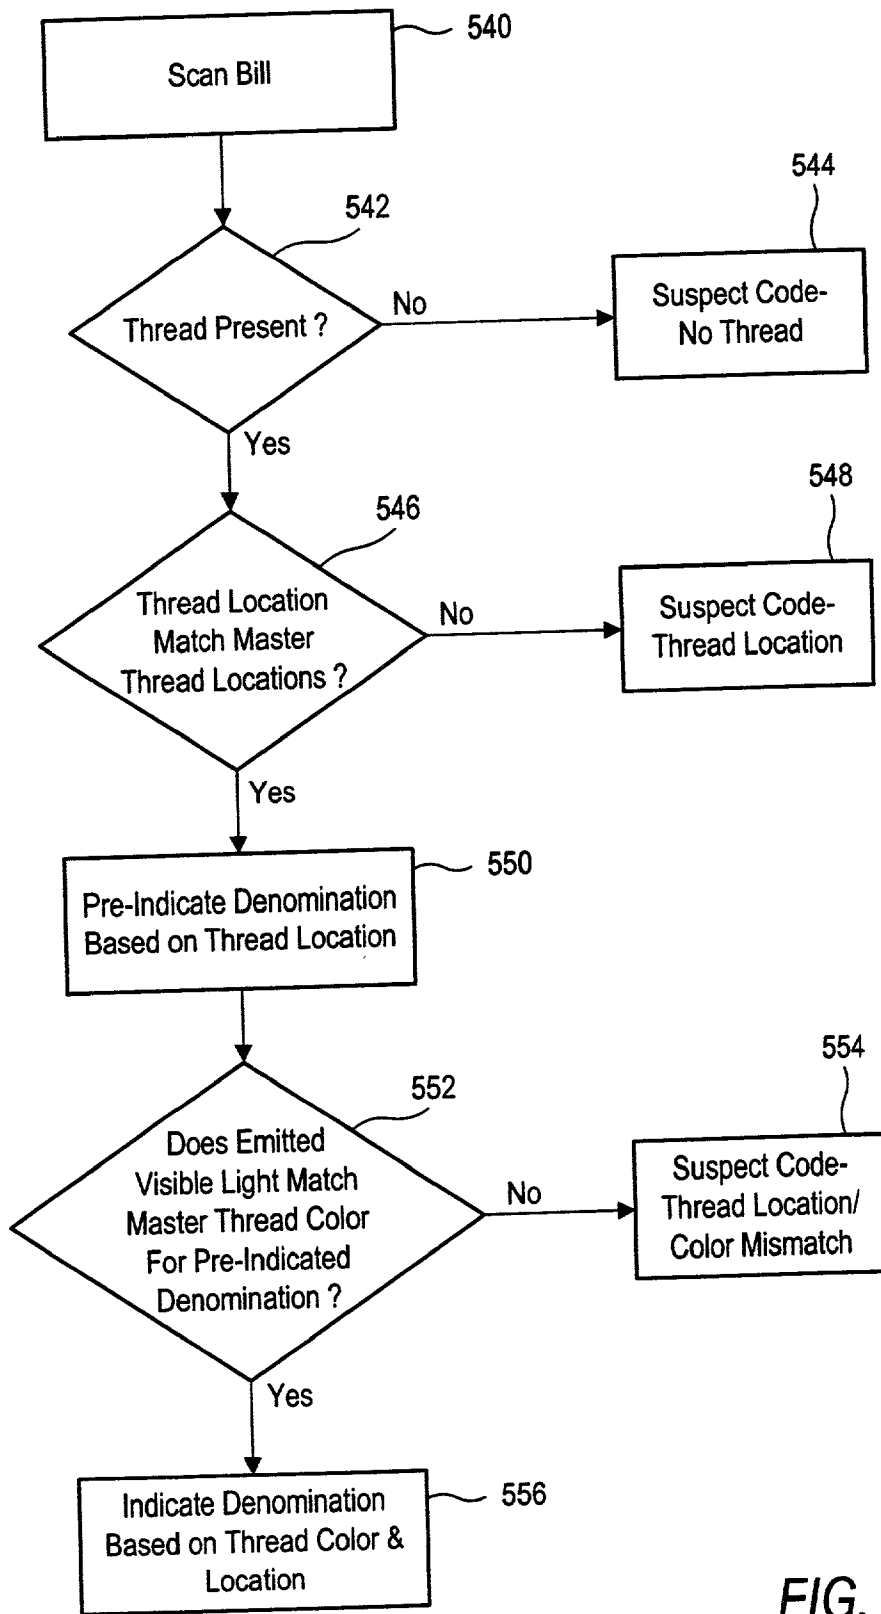 540
Scan Bill
542
Thread Present ?
No
544
Suspect Code-
No Thread
Yes
546
Thread Location
Match Master
Thread Locations ?
No
548
Suspect Code-
Thread Location
Yes
550
Pre-Indicate Denomination
Based on Thread Location
552
Does Emitted
Visible Light Match
Master Thread Color
For Pre-Indicated
Denomination ?
No
554
Suspect Code-
Thread Location/
Color Mismatch
Yes
556
Indicate Denomination
Based on Thread Color &
Location
FIG.